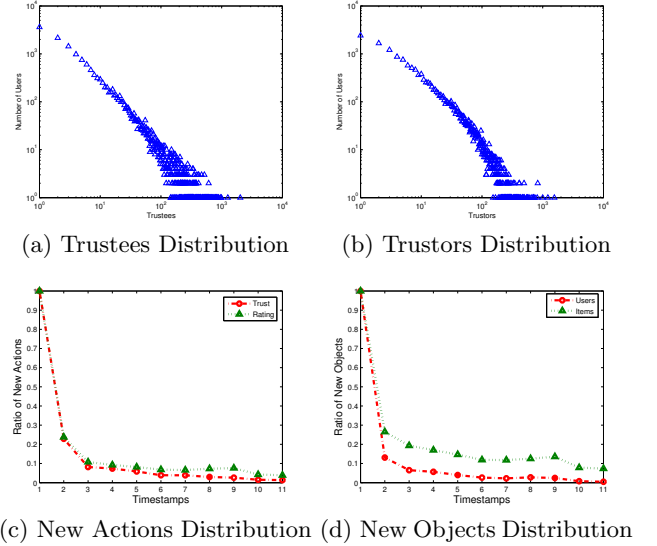 10^4
10^3
10^2
10^1
10^0
Number of Users
10^0 10^1 10^2 10^3 10^4
Trustees
(a) Trustees Distribution
10^4
10^3
10^2
10^1
10^0
Number of Users
10^0 10^1 10^2 10^3 10^4
Trustors
(b) Trustors Distribution
0.9
0.8
0.7
0.6
0.5
0.4
0.3
0.2
0.1
0
Ratio of New Actions
Trust
Rating
1 2 3 4 5 6 7 8 9 10 11
Timestamps
(c) New Actions Distribution
0.9
0.8
0.7
0.6
0.5
0.4
0.3
0.2
0.1
0
Ratio of New Objects
Users
Items
1 2 3 4 5 6 7 8 9 10 11
Timestamps
(d) New Objects Distribution